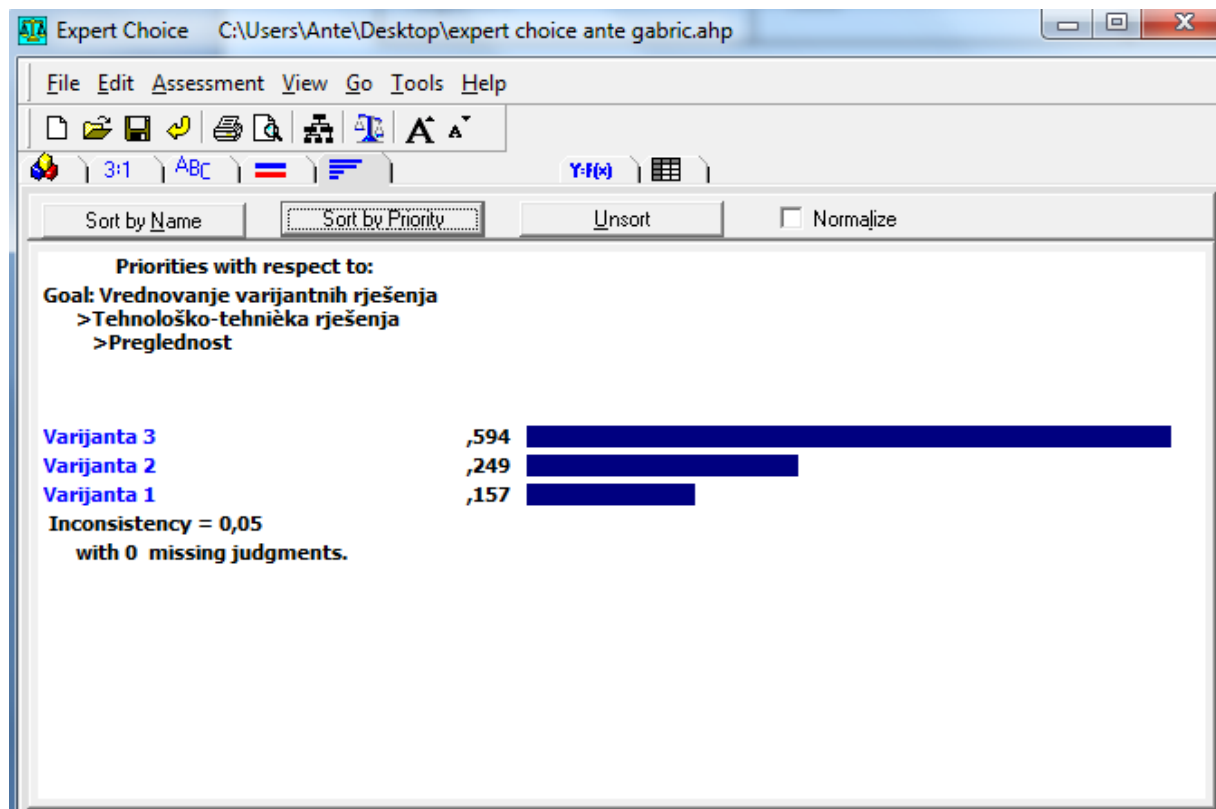 Expert Choice C:\Users\Ante\Desktop\expert choice ante gabric.ahp
File Edit Assessment View Go Tools Help
A A
3:1 ABC Y=F(x)
Sort by Name Sort by Priority Unsort Normalize
Priorities with respect to:
Goal: Vrednovanje varijantnih rješenja
>Tehnološko-tehnièka rješenja
>Preglednost
Varijanta 3 ,594
Varijanta 2 ,249
Varijanta 1 ,157
Inconsistency = 0,05
with 0 missing judgments.